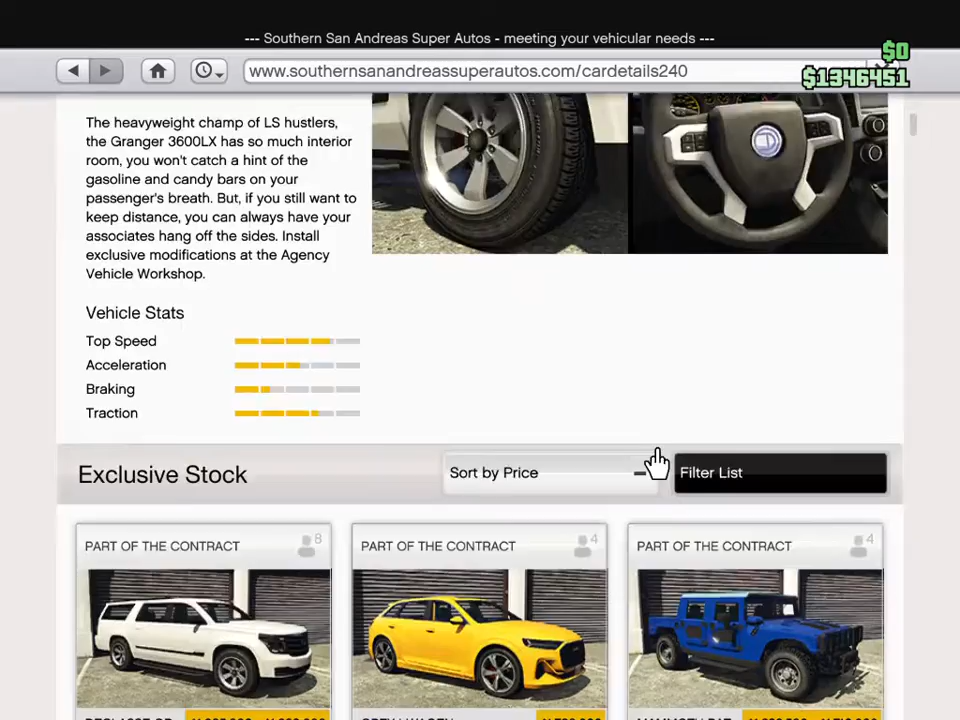 --- Southern San Andreas Super Autos - meeting your vehicular needs ---
$0
www.southernsanandreassuperautos.com/cardetails240
$1346451
The heavyweight champ of LS hustlers,
the Granger 3600LX has so much interior
room, you won't catch a hint of the
gasoline and candy bars on your
passenger's breath. But, if you still want to
keep distance, you can always have your
associates hang off the sides. Install
exclusive modifications at the Agency
Vehicle Workshop.
Vehicle Stats
Top Speed
Acceleration
Braking
Traction
Exclusive Stock
Sort by Price
Filter List
PART OF THE CONTRACT 8
PART OF THE CONTRACT 4
PART OF THE CONTRACT 4